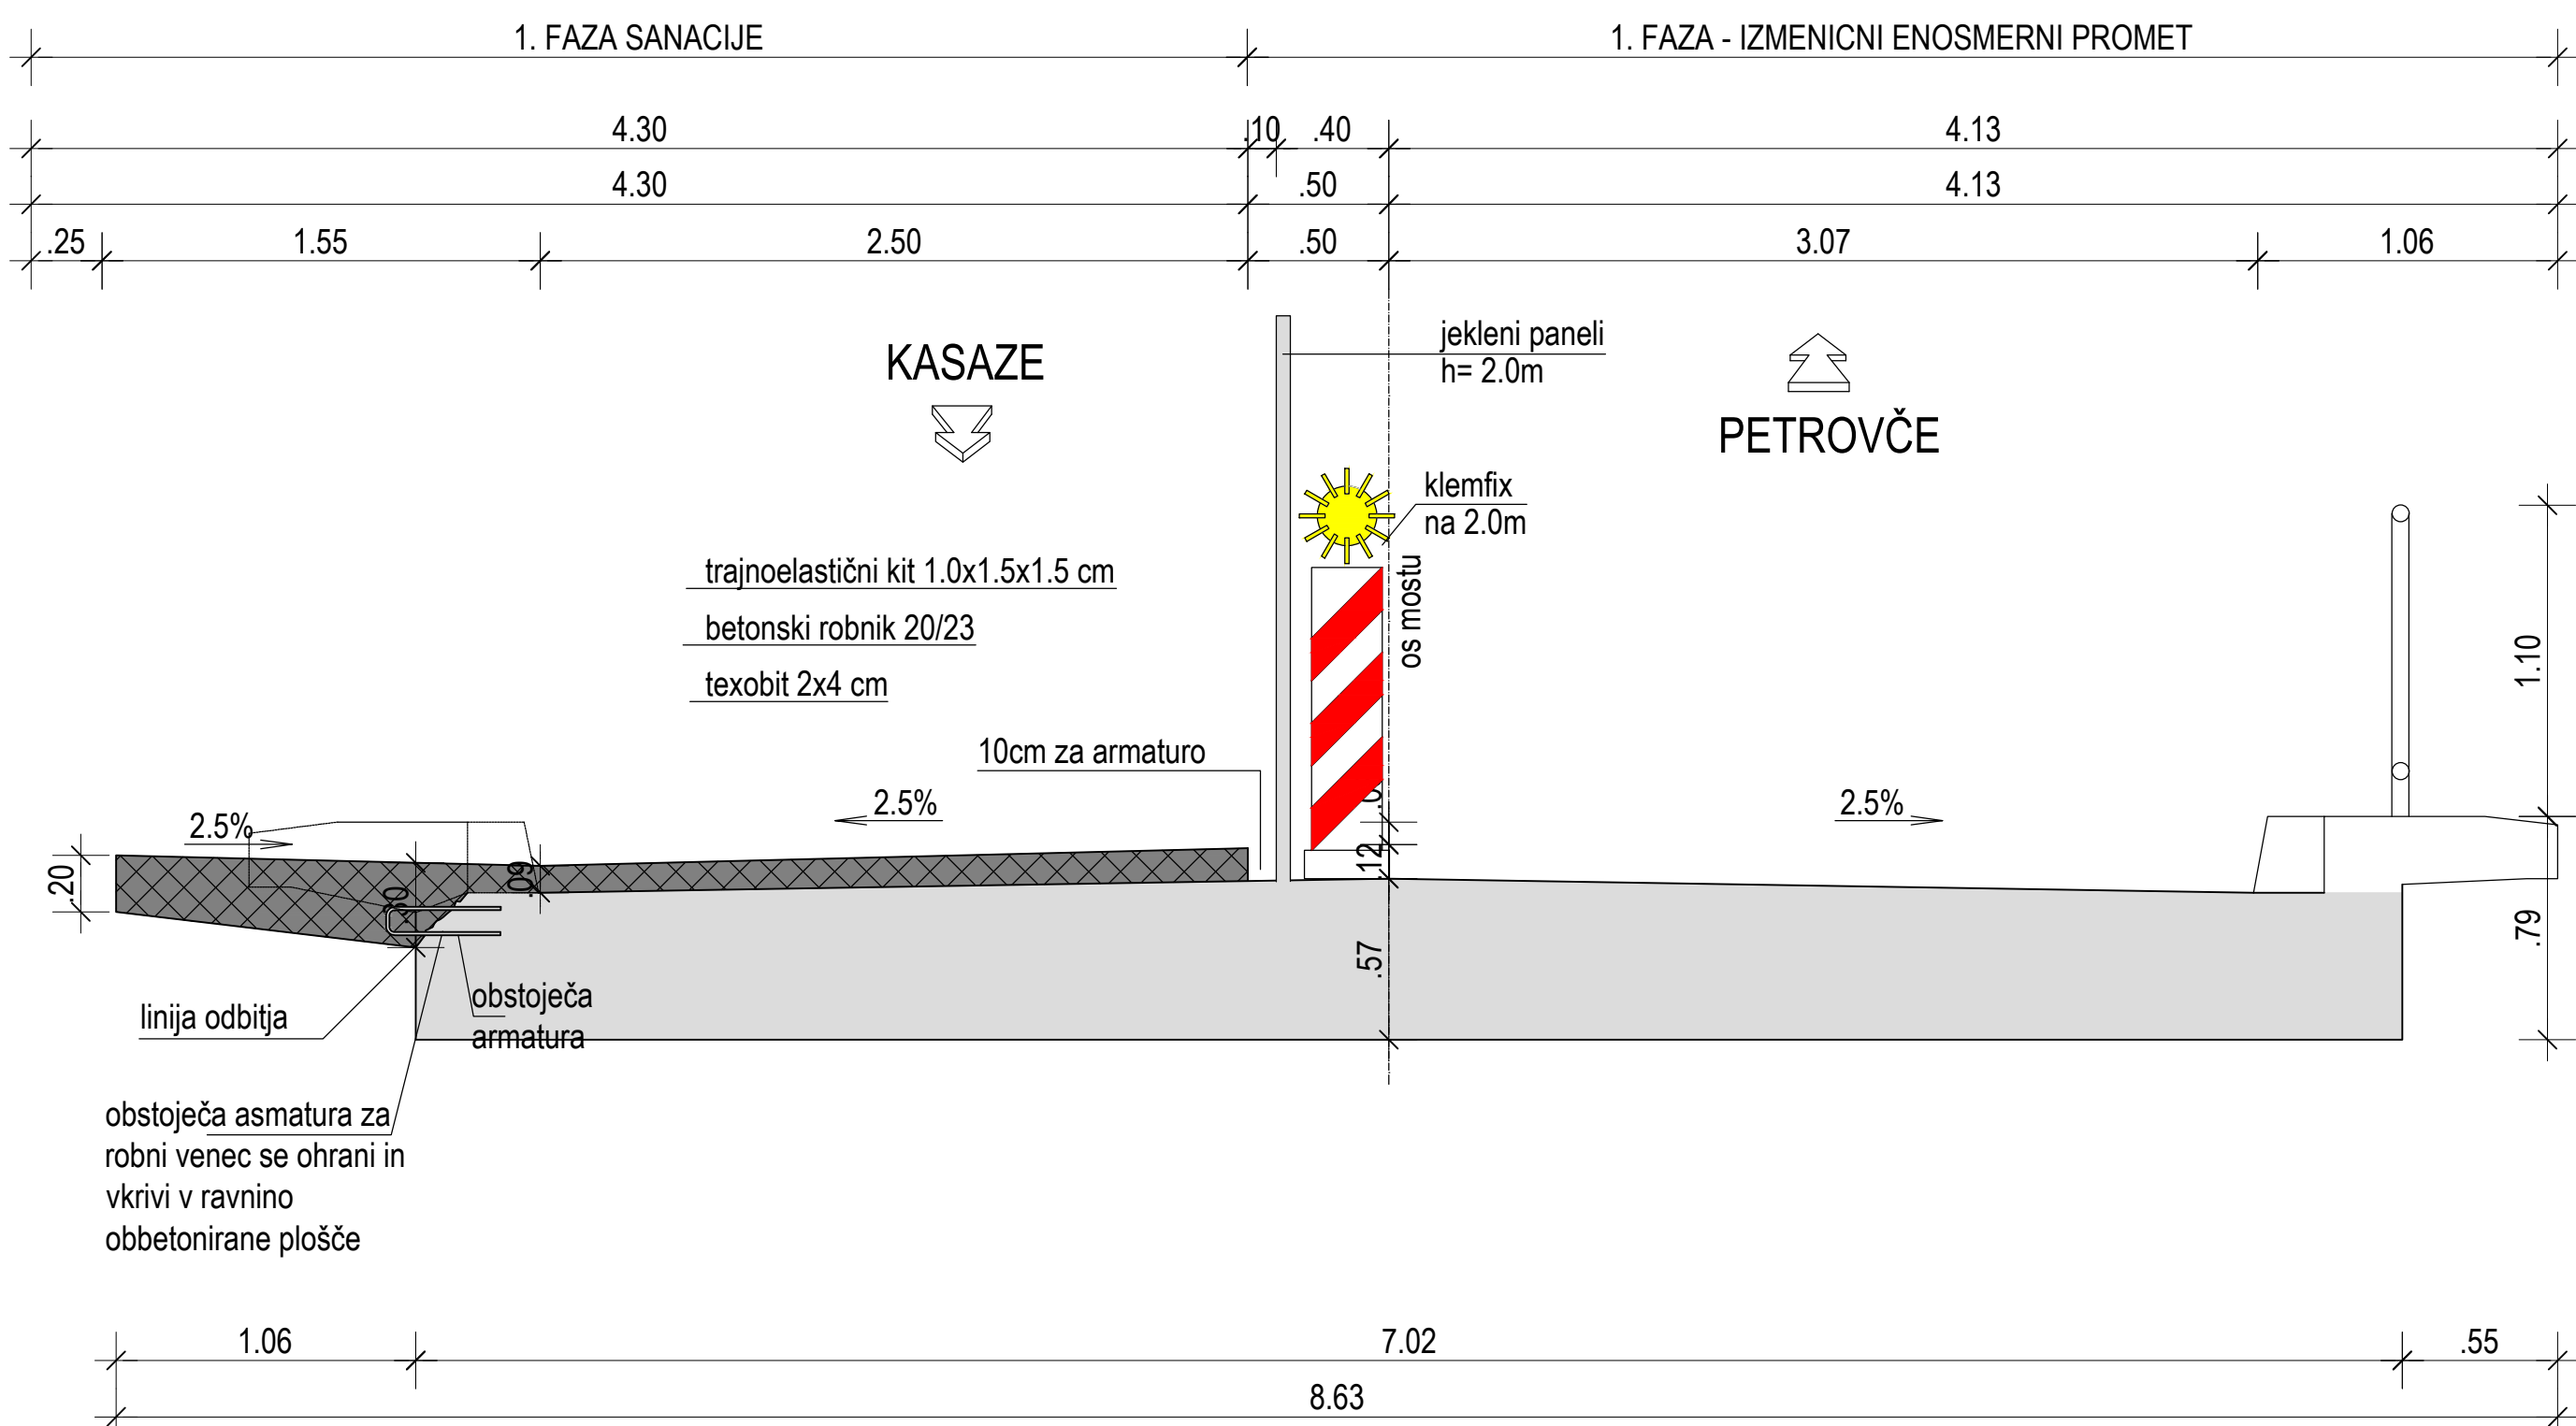 1. FAZA SANACIJE
1. FAZA - IZMENICNI ENOSMERNI PROMET
4.30
.10
.40
4.13
4.30
.50
4.13
.25
1.55
2.50
.50
3.07
1.06
KASAZE
jekleni paneli
h= 2.0m
PETROVČE
klemfix
na 2.0m
os mostu
trajnoelastični kit 1.0x1.5x1.5 cm
betonski robnik 20/23
texobit 2x4 cm
10cm za armaturo
1.10
2.5%
2.5%
2.5%
.20
.09
.12
.57
.79
obstoječa
armatura
linija odbitja
obstoječa asmatura za
robni venec se ohrani in
vkrivi v ravnino
obbetonirane plošče
1.06
7.02
.55
8.63